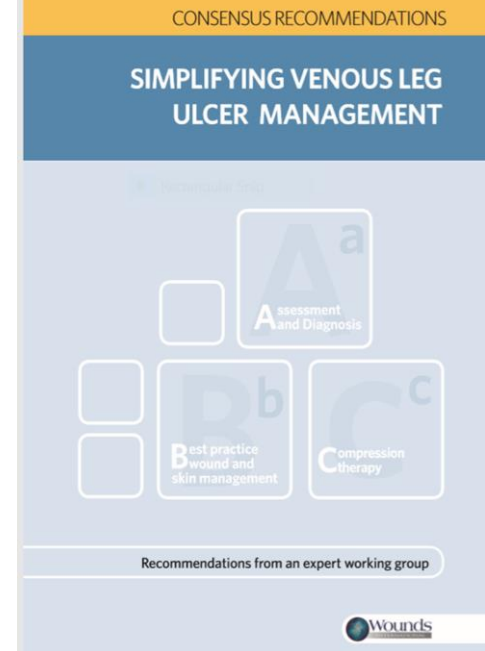 CONSENSUS RECOMMENDATIONS
SIMPLIFYING VENOUS LEG
ULCER MANAGEMENT
A a
Assessment
and Diagnosis
B b
Best practice
wound and
skin management
C c
Compression
therapy
Recommendations from an expert working group
Wounds